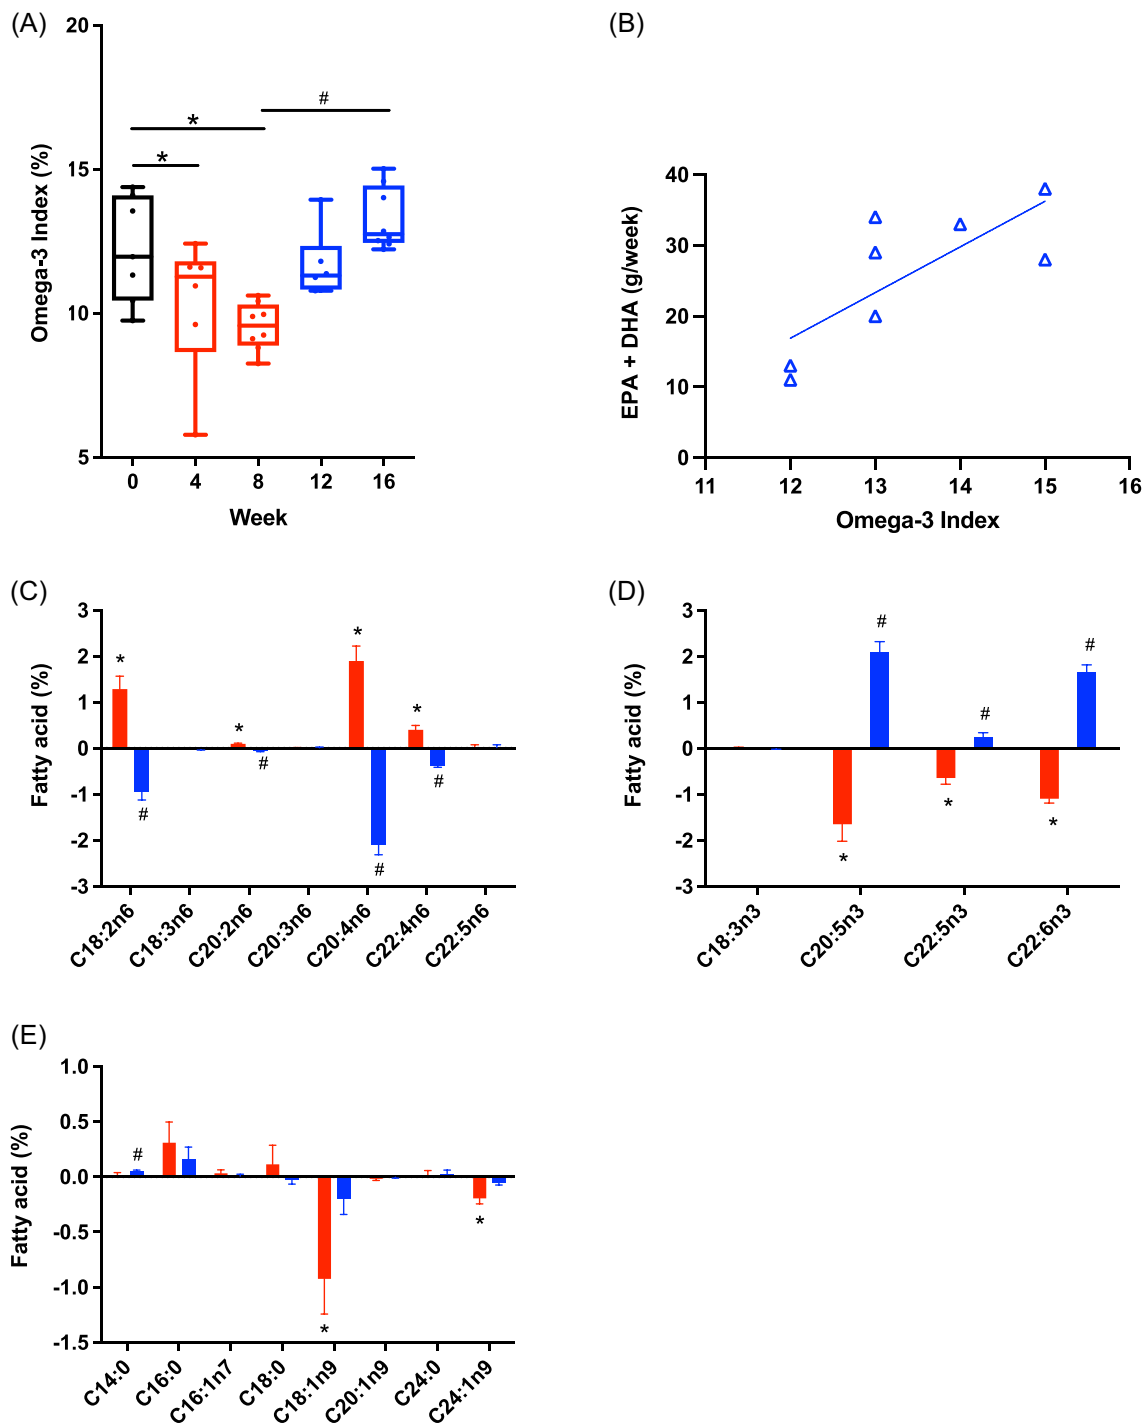 (A)
20
15
10
5
Omega-3 Index (%)
*
*
#
0 4 8 12 16
Week
(B)
40
30
20
10
0
EPA + DHA (g/week)
11 12 13 14 15 16
Omega-3 Index
(C)
3
2
1
0
-1
-2
-3
Fatty acid (%)
* * * *
# # # #
C18:2n6 C18:3n6 C20:2n6 C20:3n6 C20:4n6 C22:4n6 C22:5n6
(D)
3
2
1
0
-1
-2
-3
Fatty acid (%)
# # #
* * *
C18:3n3 C20:5n3 C22:5n3 C22:6n3
(E)
1.0
0.5
0.0
-0.5
-1.0
-1.5
Fatty acid (%)
#
* *
C14:0 C16:0 C16:1n7 C18:0 C18:1n9 C20:1n9 C24:0 C24:1n9